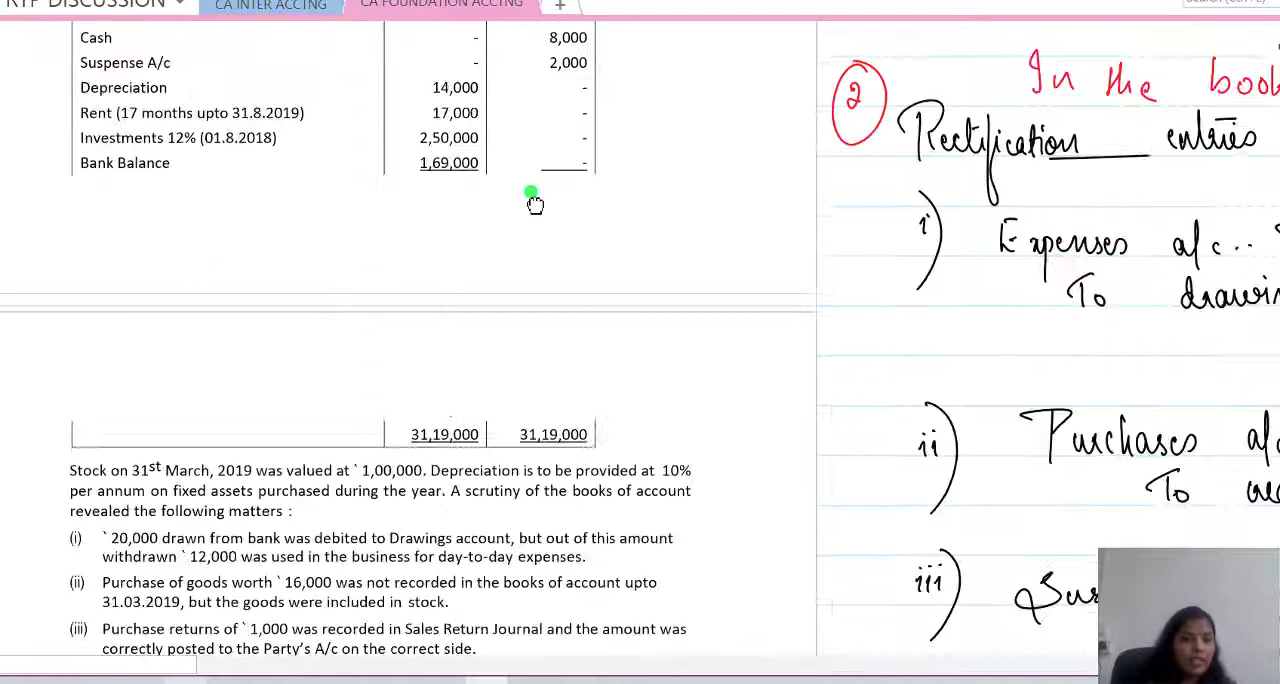 RTP DISCUSSION
CA INTER ACCTNG
CA FOUNDATION ACCTNG
+
Cash - 8,000
Suspense A/c - 2,000
Depreciation 14,000 -
Rent (17 months upto 31.8.2019) 17,000 -
Investments 12% (01.8.2018) 2,50,000 -
Bank Balance 1,69,000
31,19,000 31,19,000
Stock on 31st March, 2019 was valued at ` 1,00,000. Depreciation is to be provided at 10%
per annum on fixed assets purchased during the year. A scrutiny of the books of account
revealed the following matters :
(i) ` 20,000 drawn from bank was debited to Drawings account, but out of this amount
withdrawn ` 12,000 was used in the business for day-to-day expenses.
(ii) Purchase of goods worth ` 16,000 was not recorded in the books of account upto
31.03.2019, but the goods were included in stock.
(iii) Purchase returns of ` 1,000 was recorded in Sales Return Journal and the amount was
correctly posted to the Party's A/c on the correct side.
2
In the book
Rectification entries
i) Expenses a/c ..
To drawin
ii) Purchases a/c
To
iii) Sus